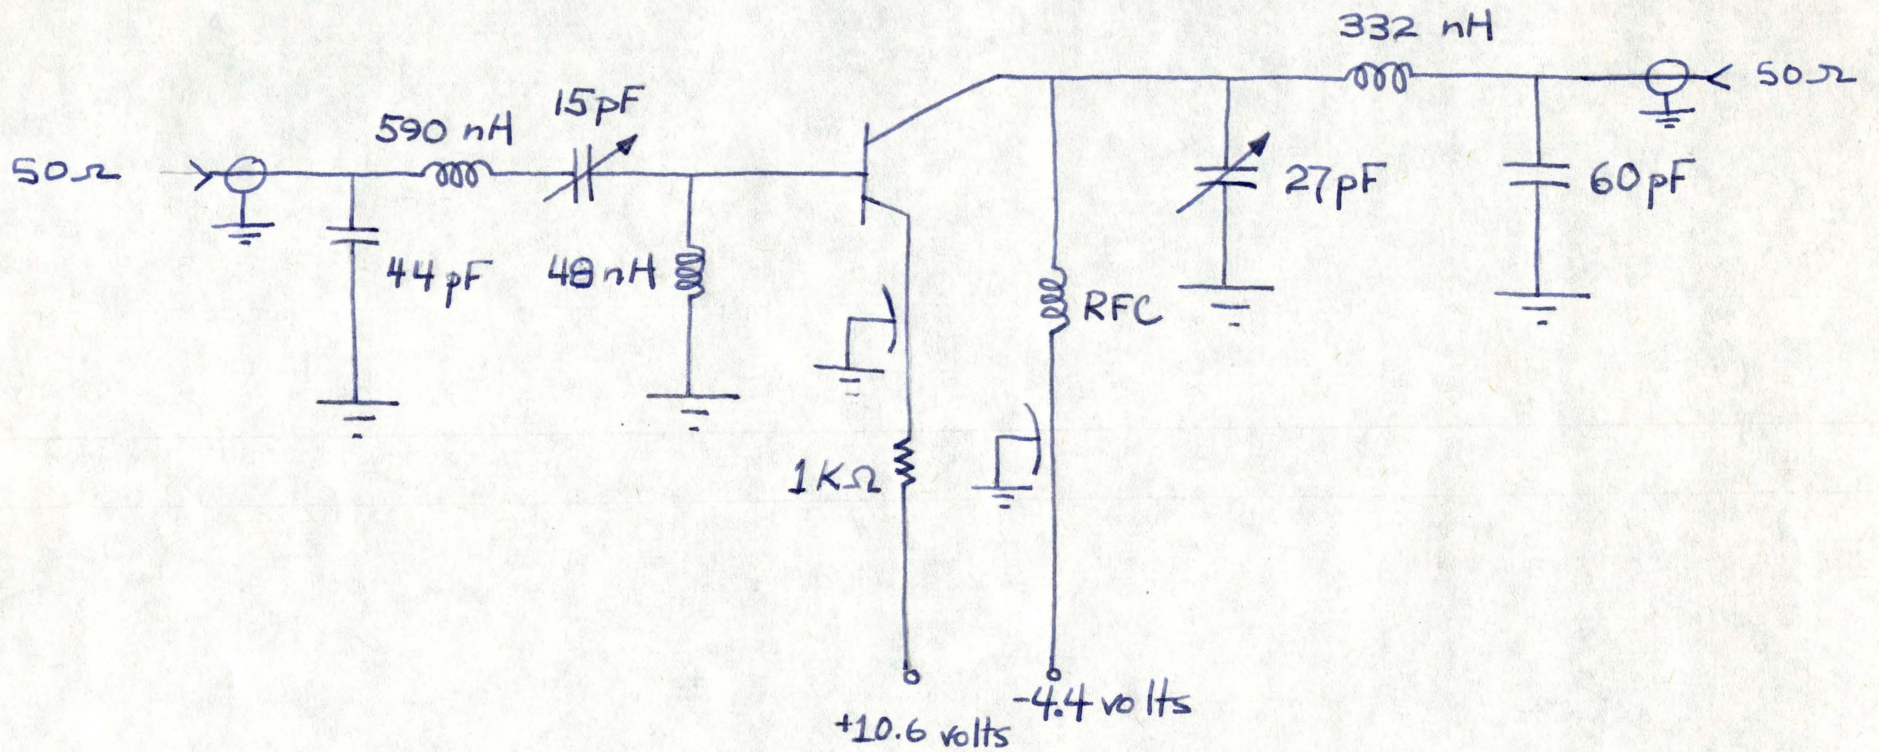 332 nH
50Ω
15pF
590 nH
50Ω
27pF
60pF
44pF
48nH
RFC
1KΩ
-4.4 volts
+10.6 volts